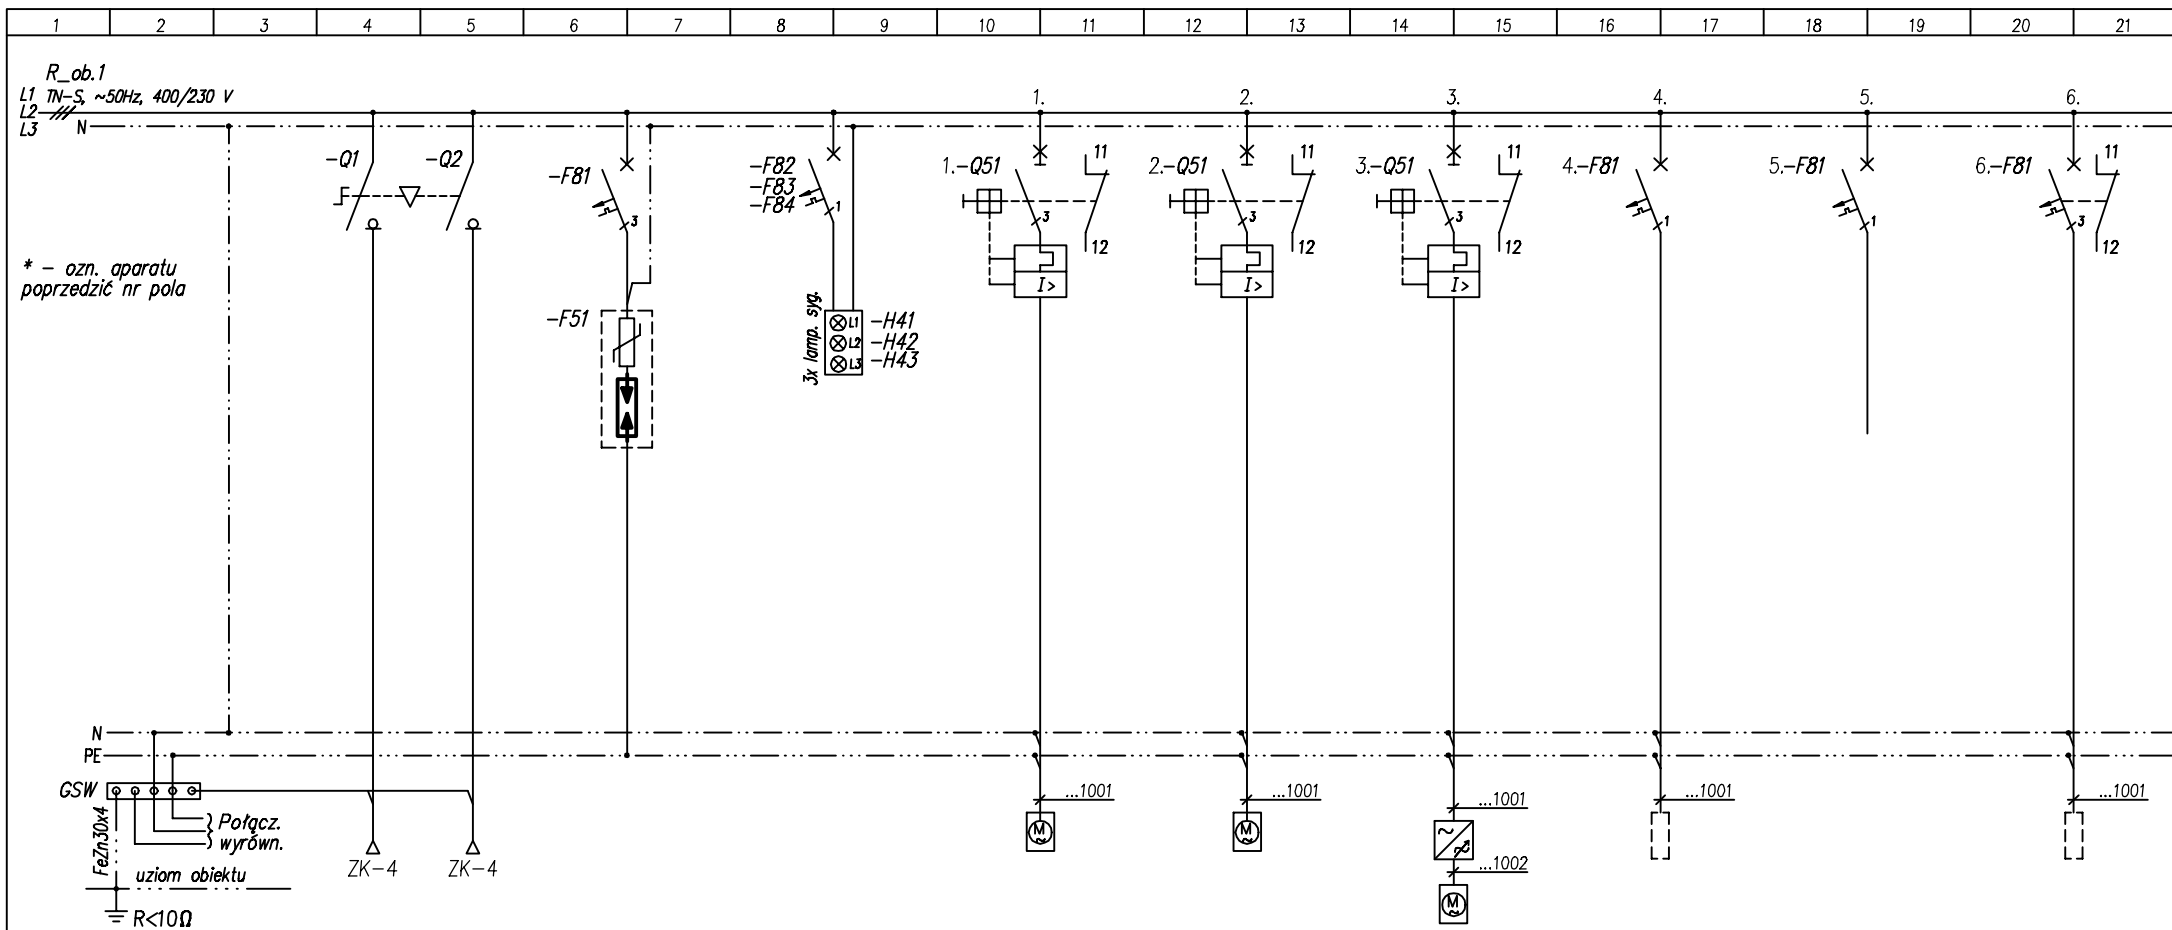 1 2 3 4 5 6 7 8 9 10 11 12 13 14 15 16 17 18 19 20 21
R_ob.1
L1 TN-S, ~50Hz, 400/230 V
L2
L3 N
1. 2. 3. 4. 5. 6.
-Q1 -Q2
-F81 3
-F82
-F83
-F84 1
1.-Q51 3 11 12
I>
2.-Q51 3 11 12
I>
3.-Q51 3 11 12
I>
4.-F81 1
5.-F81 1
6.-F81 3 11 12
* - ozn. aparatu
poprzedzić nr pola
-F51
3x lamp. syg.
L1 -H41
L2 -H42
L3 -H43
N
PE
GSW
FeZn30x4
Połącz.
wyrówn.
uziom obiektu
R<10Ω
ZK-4 ZK-4
...1001 ...1001 ...1001 ...1001 ...1001
M ~
M ~
~ ~
...1002
M ~